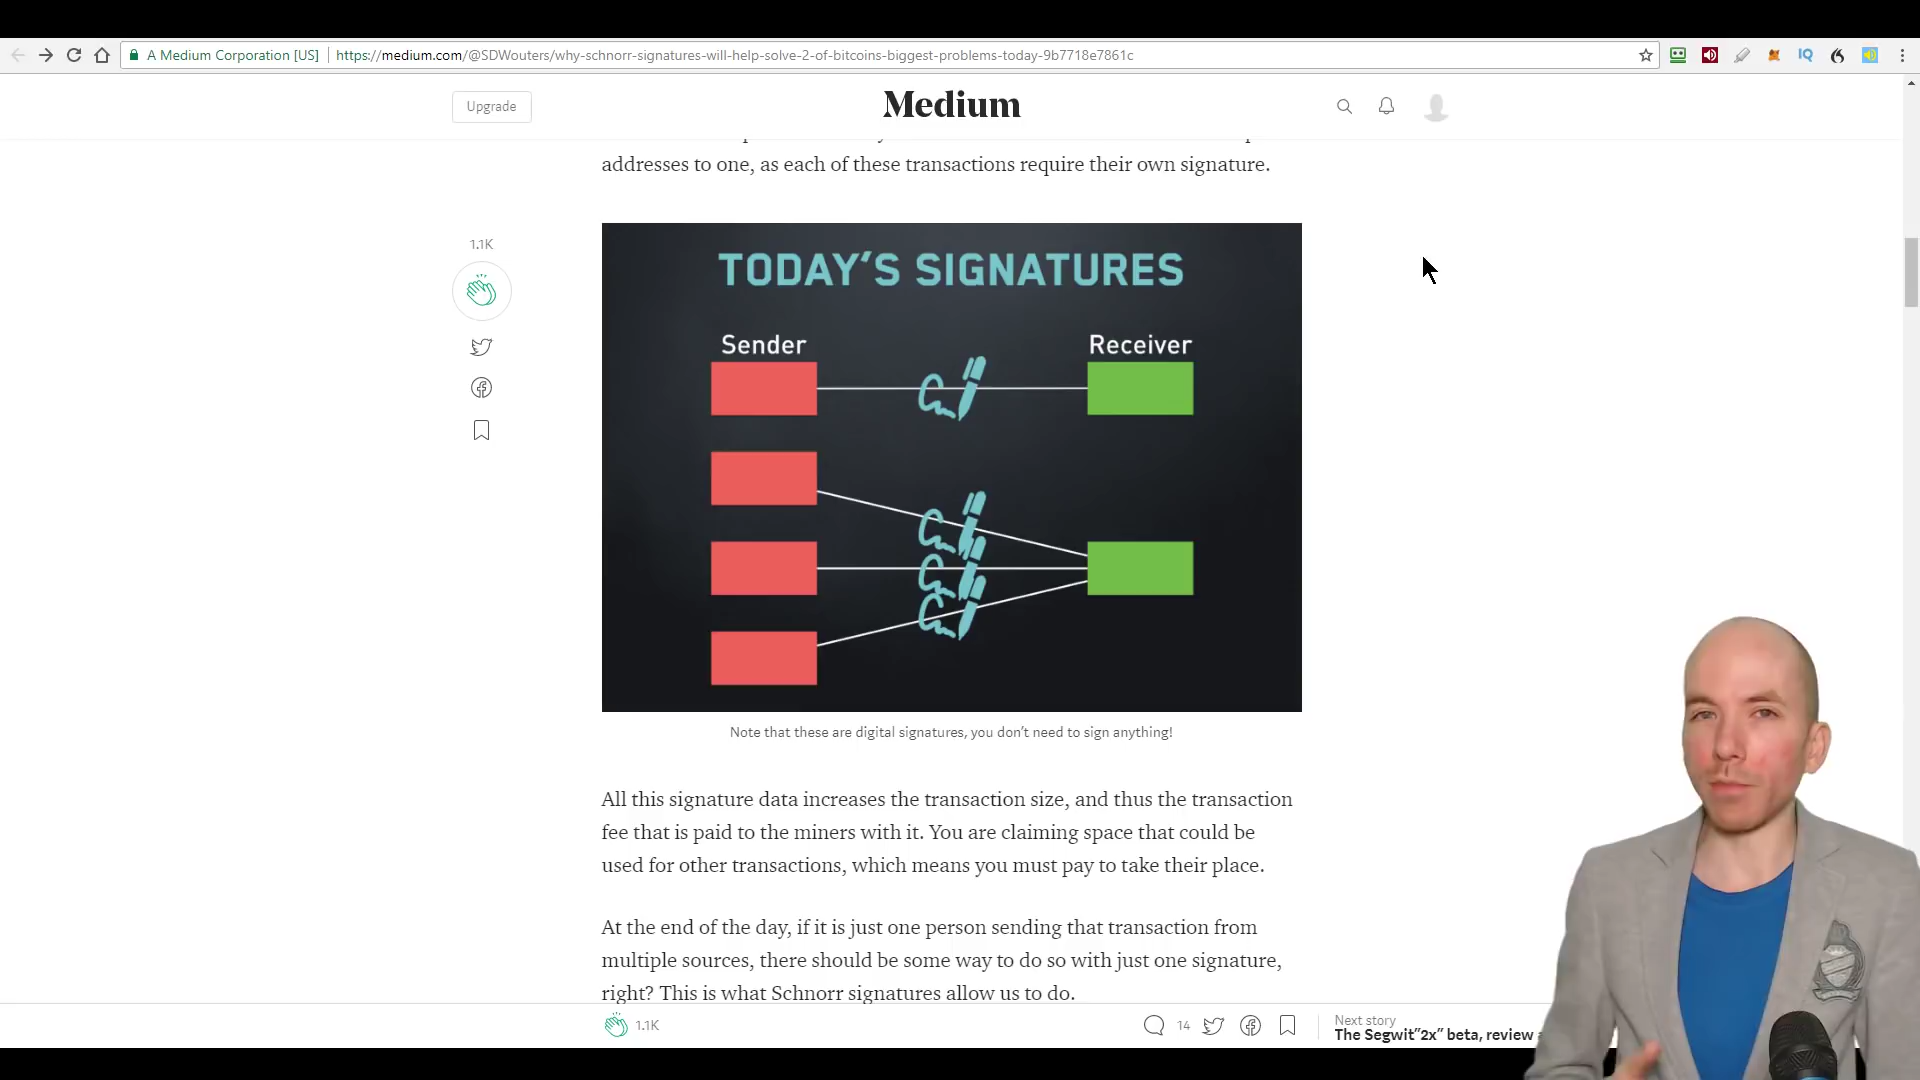 A Medium Corporation [US]
https://medium.com/@SDWouters/why-schnorr-signatures-will-help-solve-2-of-bitcoins-biggest-problems-today-9b7718e7861c
Upgrade
Medium
addresses to one, as each of these transactions require their own signature.
1.1K
TODAY'S SIGNATURES
Sender
Receiver
Note that these are digital signatures, you don't need to sign anything!
All this signature data increases the transaction size, and thus the transaction
fee that is paid to the miners with it. You are claiming space that could be
used for other transactions, which means you must pay to take their place.
At the end of the day, if it is just one person sending that transaction from
multiple sources, there should be some way to do so with just one signature,
right? This is what Schnorr signatures allow us to do.
1.1K
14
Next story
The Segwit"2x" beta, review